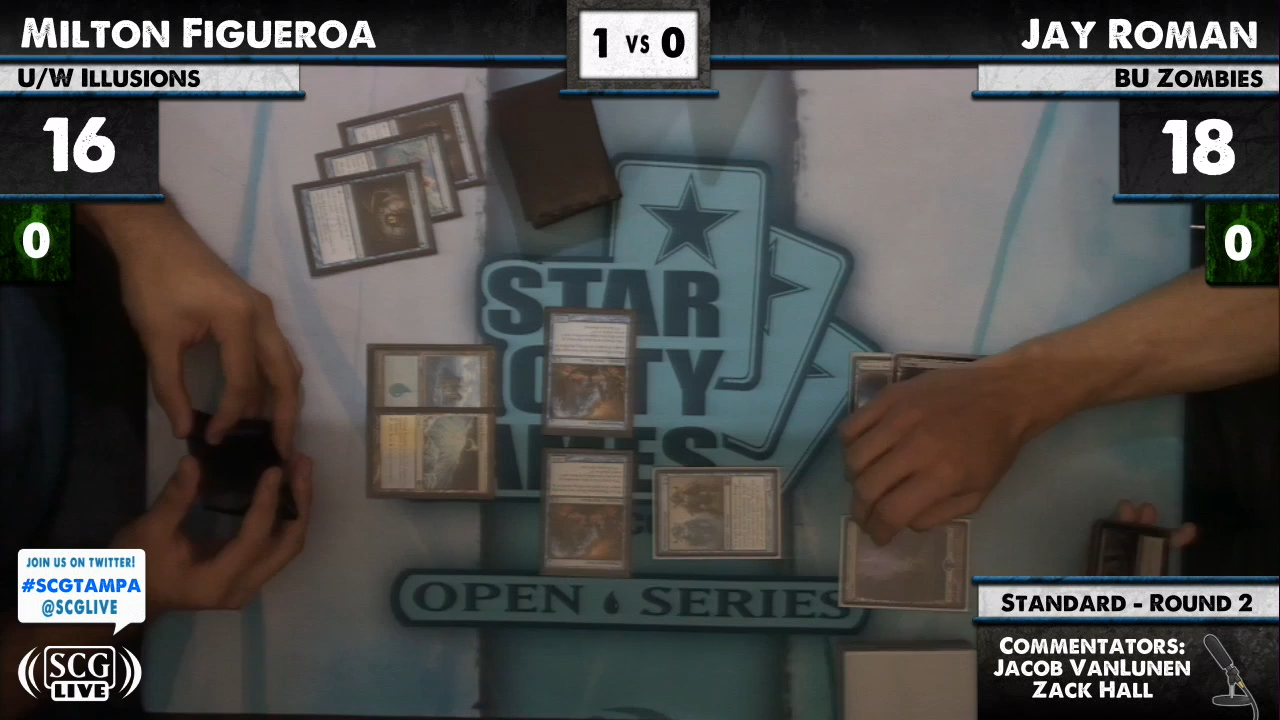 Milton Figueroa
1 vs 0
Jay Roman
U/W Illusions
BU Zombies
16
18
0
0
STAR
CITY
GAMES
OPEN SERIES
Join us on Twitter!
#SCGTAMPA
@SCGLIVE
SCG
LIVE
Standard - Round 2
Commentators:
Jacob VanLunen
Zack Hall